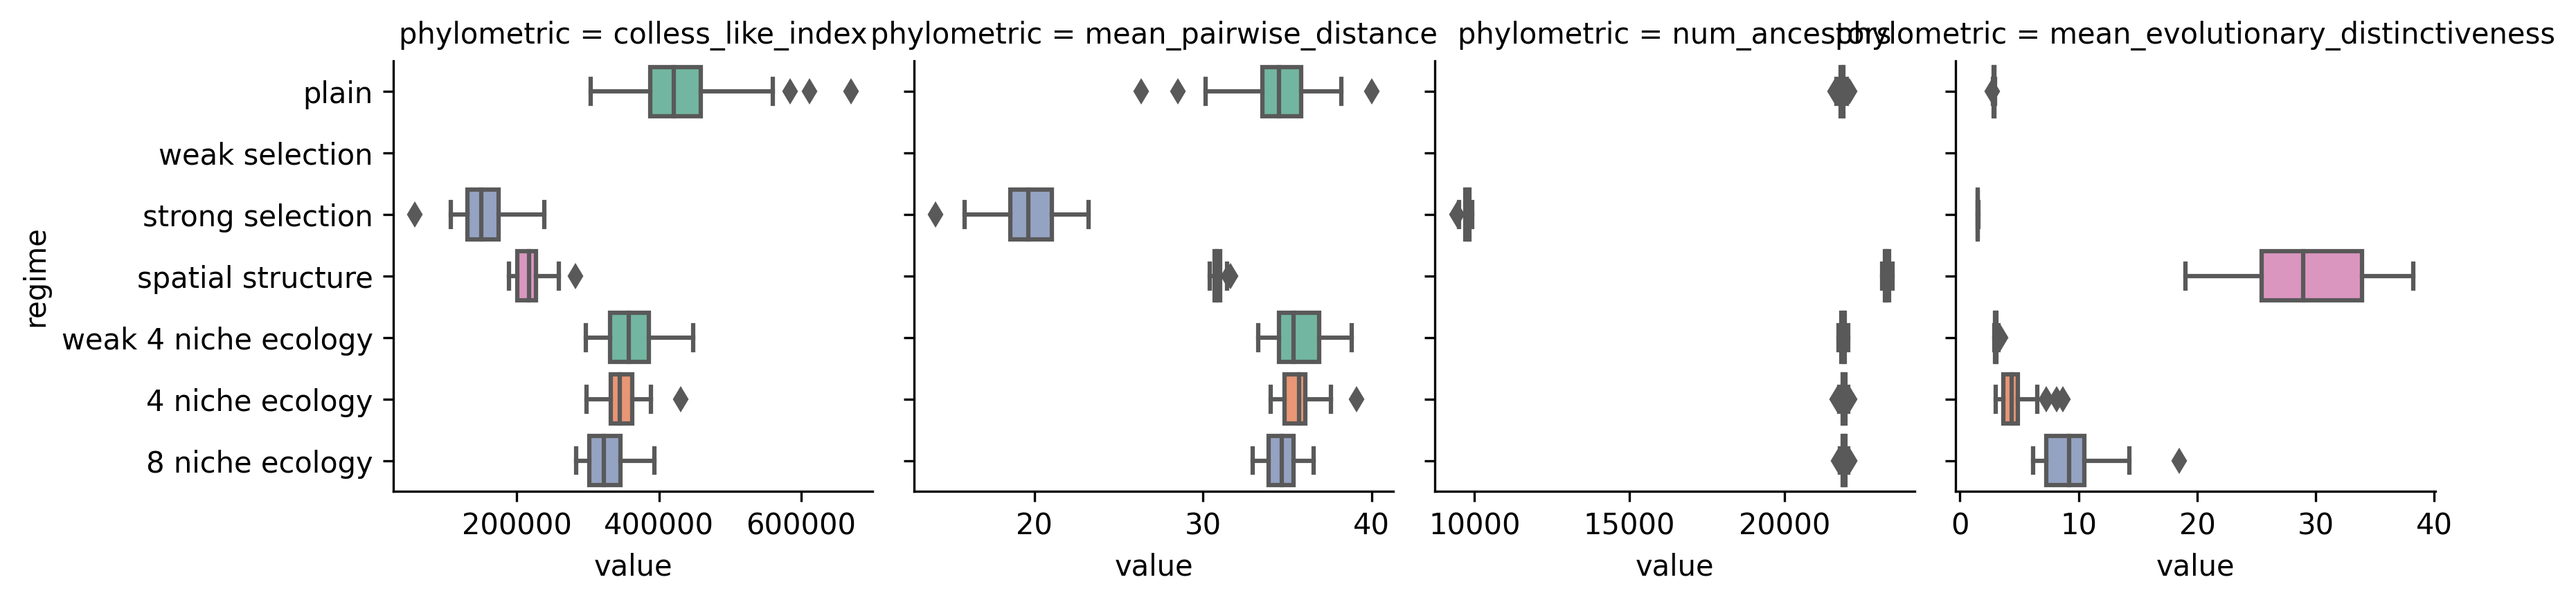 phylometric = colless_like_index
phylometric = mean_pairwise_distance
phylometric = num_ancestors
phylometric = mean_evolutionary_distinctiveness
regime
plain
weak selection
strong selection
spatial structure
weak 4 niche ecology
4 niche ecology
8 niche ecology
200000 400000 600000
value
20 30 40
value
10000 15000 20000
value
0 10 20 30 40
value